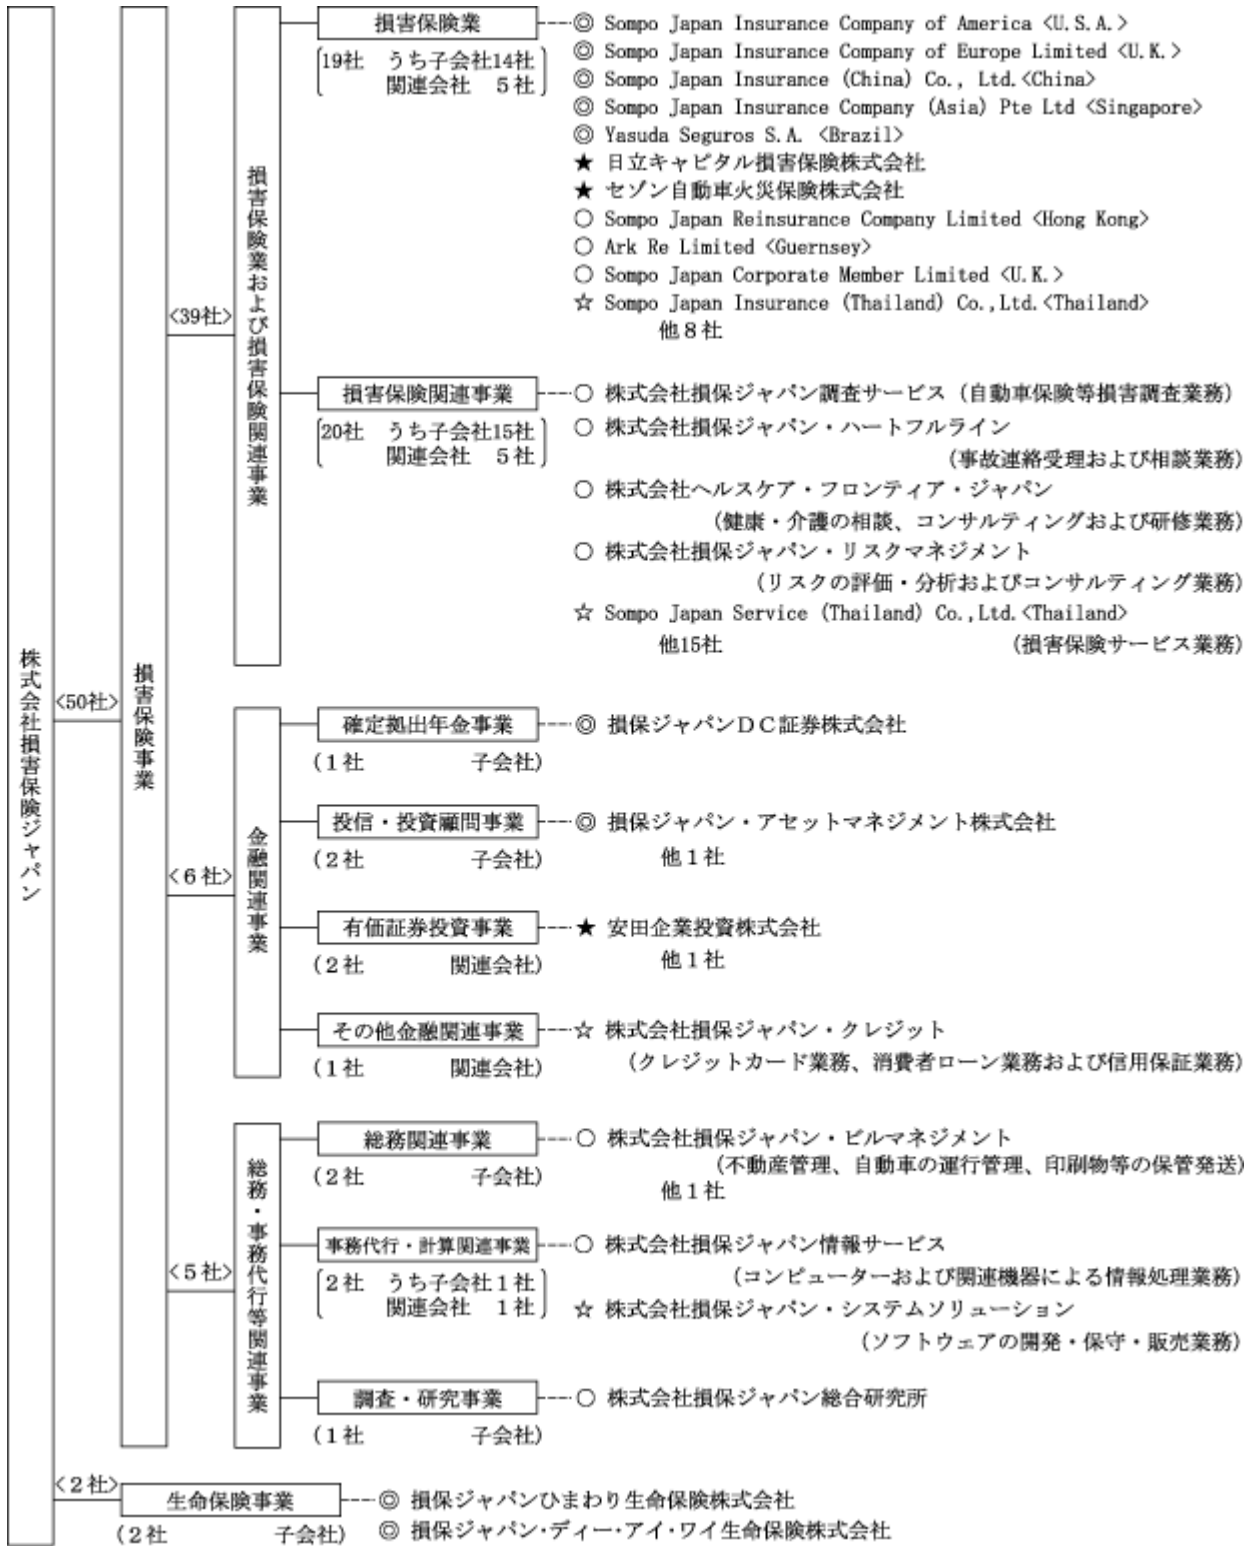 株式会社損害保険ジャパン
<50社>
損害保険事業
<39社>
損害保険業および損害保険関連事業
損害保険業
19社 うち子会社14社
関連会社 5社
◎ Sompo Japan Insurance Company of America <U.S.A.>
◎ Sompo Japan Insurance Company of Europe Limited <U.K.>
◎ Sompo Japan Insurance (China) Co., Ltd.<China>
◎ Sompo Japan Insurance Company (Asia) Pte Ltd <Singapore>
◎ Yasuda Seguros S.A. <Brazil>
★ 日立キャピタル損害保険株式会社
★ セゾン自動車火災保険株式会社
○ Sompo Japan Reinsurance Company Limited <Hong Kong>
○ Ark Re Limited <Guernsey>
○ Sompo Japan Corporate Member Limited <U.K.>
☆ Sompo Japan Insurance (Thailand) Co.,Ltd.<Thailand>
他8社
損害保険関連事業
20社 うち子会社15社
関連会社 5社
○ 株式会社損保ジャパン調査サービス (自動車保険等損害調査業務)
○ 株式会社損保ジャパン・ハートフルライン
(事故連絡受理および相談業務)
○ 株式会社ヘルスケア・フロンティア・ジャパン
(健康・介護の相談、コンサルティングおよび研修業務)
○ 株式会社損保ジャパン・リスクマネジメント
(リスクの評価・分析およびコンサルティング業務)
☆ Sompo Japan Service (Thailand) Co.,Ltd.<Thailand>
他15社 (損害保険サービス業務)
<6社>
金融関連事業
確定拠出年金事業
(1社 子会社)
◎ 損保ジャパンDC証券株式会社
投信・投資顧問事業
(2社 子会社)
◎ 損保ジャパン・アセットマネジメント株式会社
他1社
有価証券投資事業
(2社 関連会社)
★ 安田企業投資株式会社
他1社
その他金融関連事業
(1社 関連会社)
☆ 株式会社損保ジャパン・クレジット
(クレジットカード業務、消費者ローン業務および信用保証業務)
<5社>
総務・事務代行等関連事業
総務関連事業
(2社 子会社)
○ 株式会社損保ジャパン・ビルマネジメント
(不動産管理、自動車の運行管理、印刷物等の保管発送)
他1社
事務代行・計算関連事業
2社 うち子会社1社
関連会社 1社
○ 株式会社損保ジャパン情報サービス
(コンピューターおよび関連機器による情報処理業務)
☆ 株式会社損保ジャパン・システムソリューション
(ソフトウェアの開発・保守・販売業務)
調査・研究事業
(1社 子会社)
○ 株式会社損保ジャパン総合研究所
<2社>
生命保険事業
(2社 子会社)
◎ 損保ジャパンひまわり生命保険株式会社
◎ 損保ジャパン・ディー・アイ・ワイ生命保険株式会社